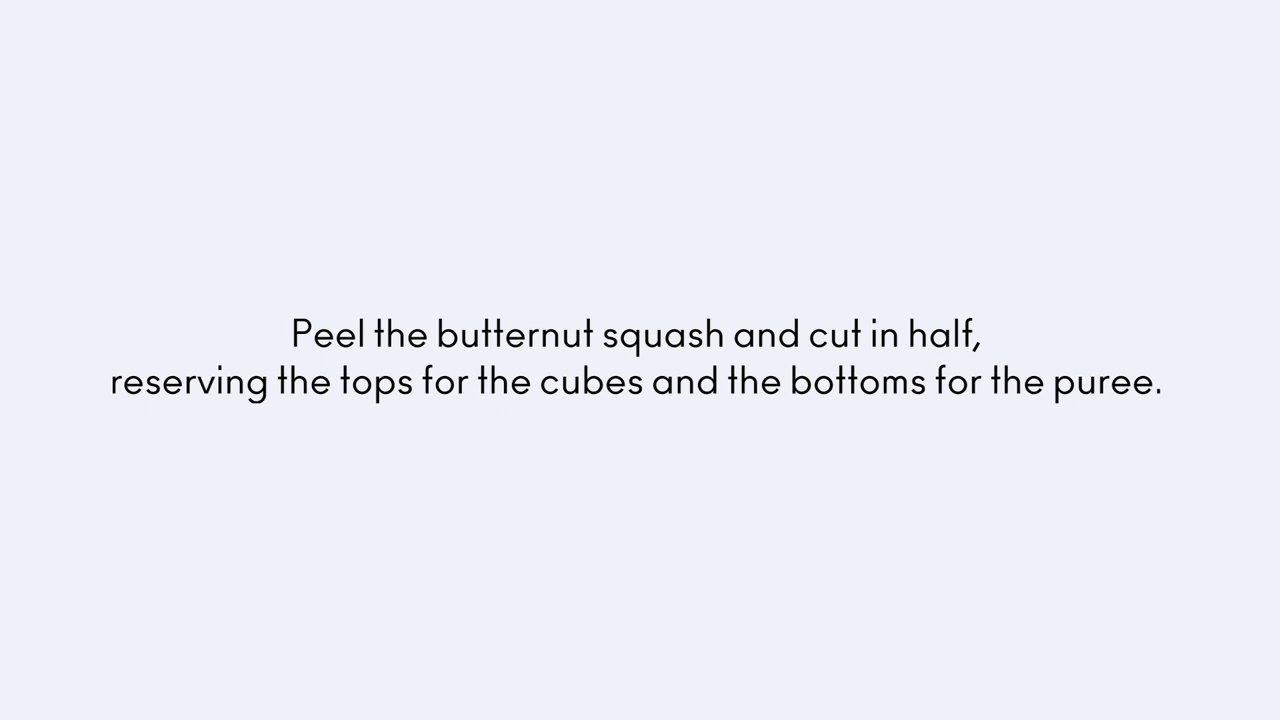 Peel the butternut squash and cut in half,
reserving the tops for the cubes and the bottoms for the puree.